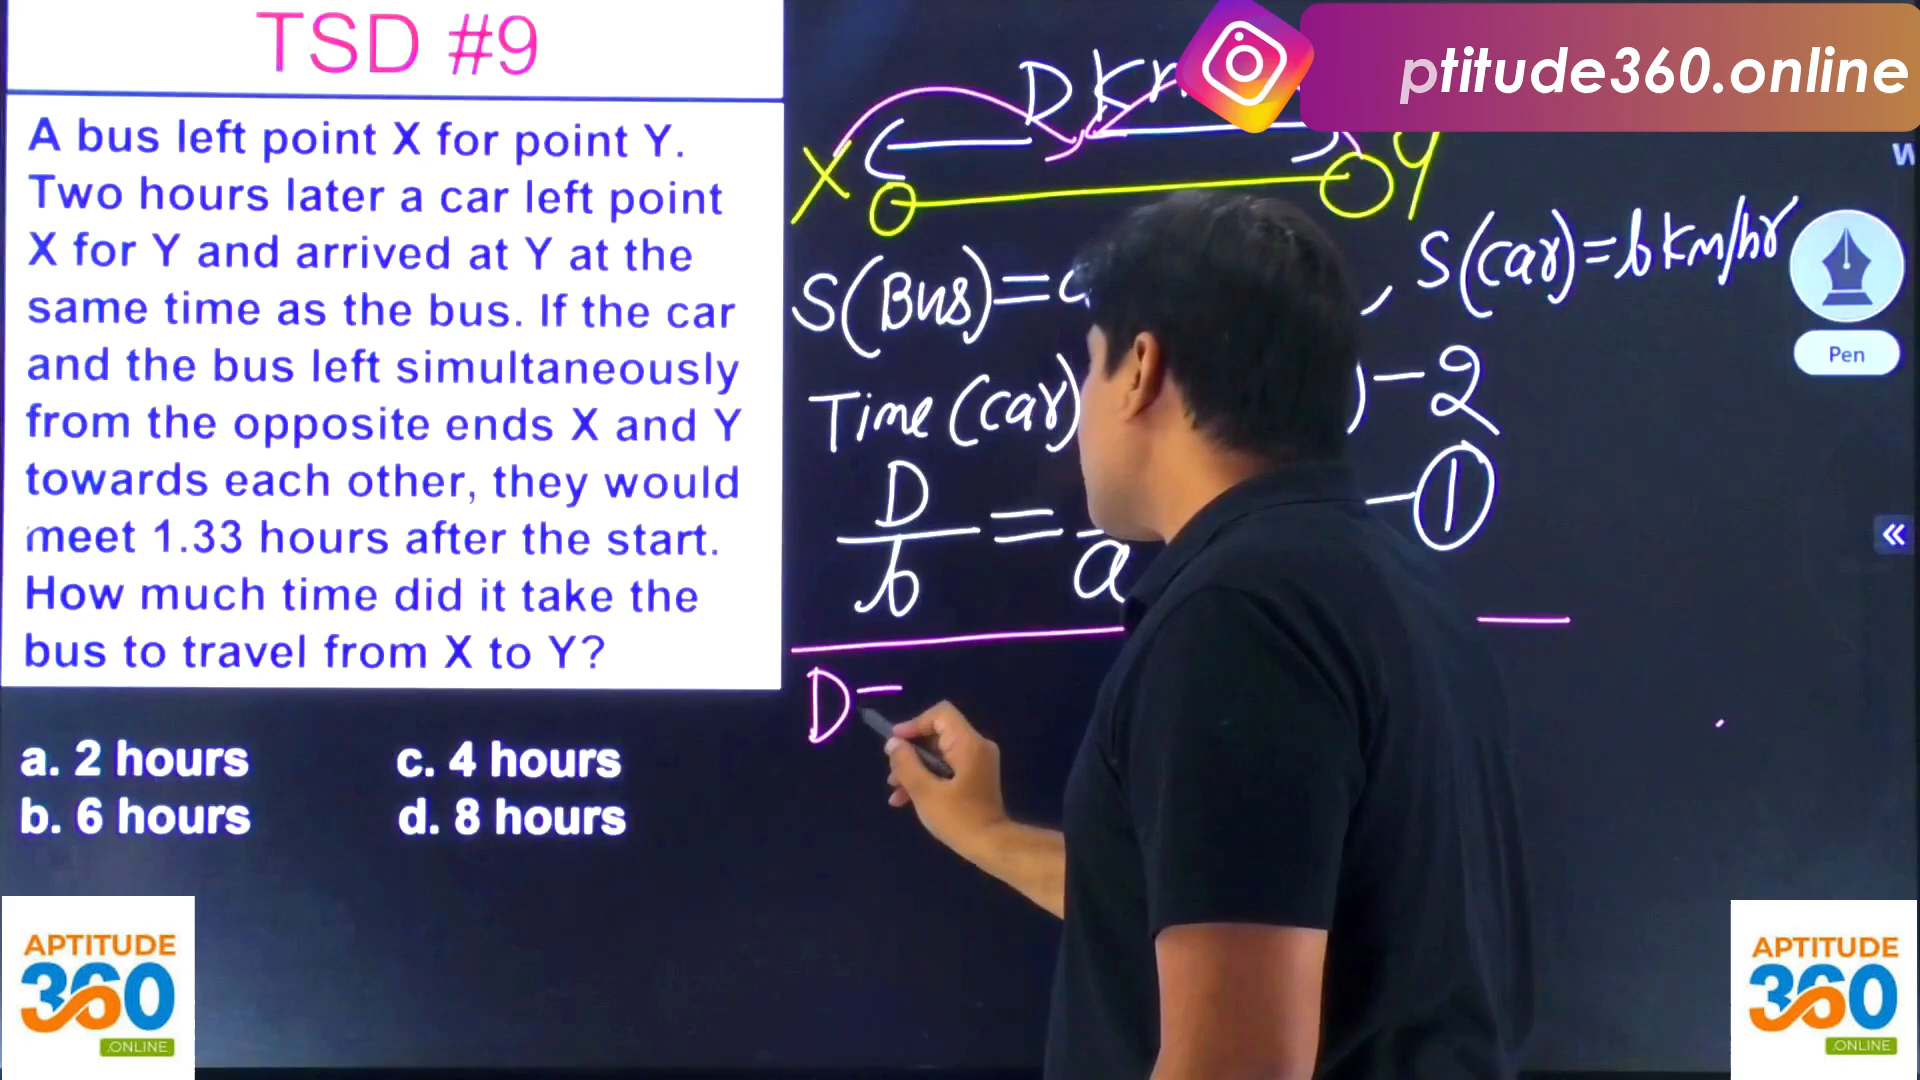 TSD #9
A bus left point X for point Y.
Two hours later a car left point
X for Y and arrived at Y at the
same time as the bus. If the car
and the bus left simultaneously
from the opposite ends X and Y
towards each other, they would
meet 1.33 hours after the start.
How much time did it take the
bus to travel from X to Y?
a. 2 hours
c. 4 hours
b. 6 hours
d. 8 hours
ptitude360.online
D
X Y
S(Bus)= , S(car)=b km/hr
Time (car) ) - 2
D/b = a - ①
D
Pen
APTITUDE
360
.ONLINE
APTITUDE
360
.ONLINE